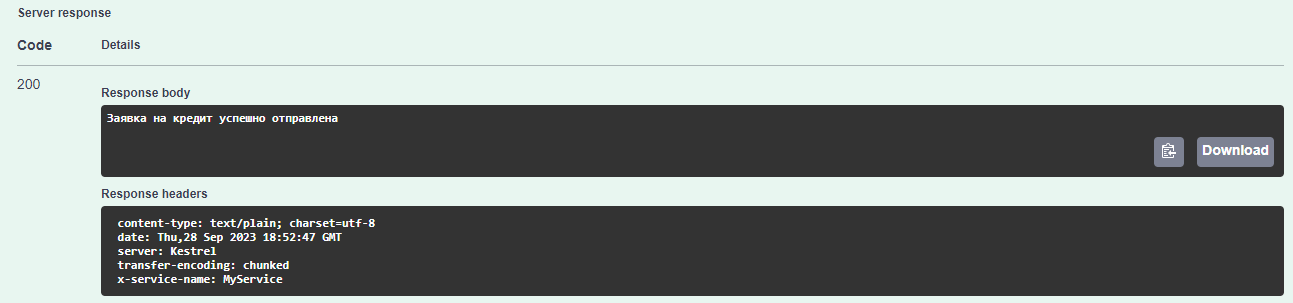 Server response
Code Details
200
Response body
Заявка на кредит успешно отправлена
Download
Response headers
content-type: text/plain; charset=utf-8
date: Thu,28 Sep 2023 18:52:47 GMT
server: Kestrel
transfer-encoding: chunked
x-service-name: MyService